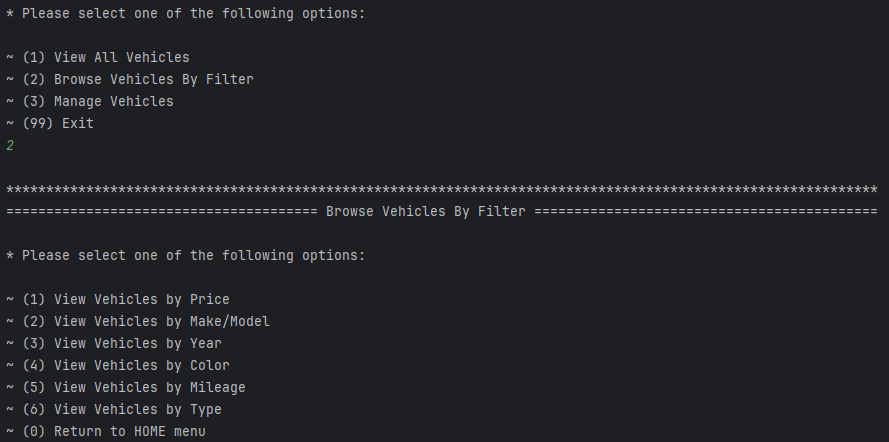 * Please select one of the following options:
~ (1) View All Vehicles
~ (2) Browse Vehicles By Filter
~ (3) Manage Vehicles
~ (99) Exit
2
*************************************************************************************************************
======================================= Browse Vehicles By Filter ===========================================
* Please select one of the following options:
~ (1) View Vehicles by Price
~ (2) View Vehicles by Make/Model
~ (3) View Vehicles by Year
~ (4) View Vehicles by Color
~ (5) View Vehicles by Mileage
~ (6) View Vehicles by Type
~ (0) Return to HOME menu